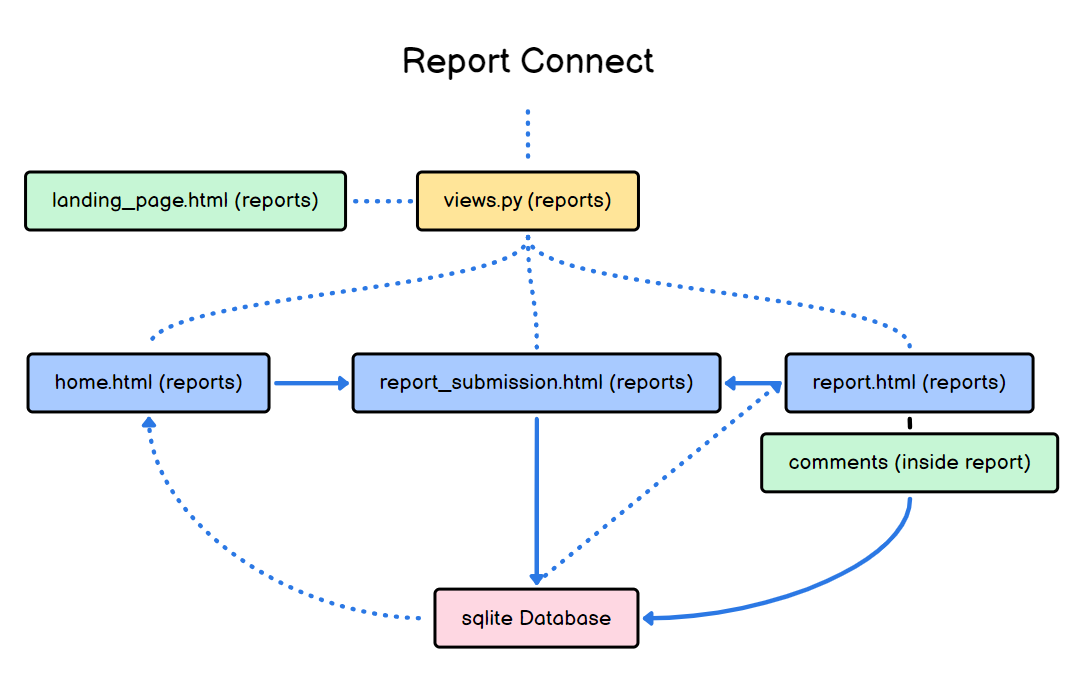 Report Connect
landing_page.html (reports)
views.py (reports)
home.html (reports)
report_submission.html (reports)
report.html (reports)
comments (inside report)
sqlite Database